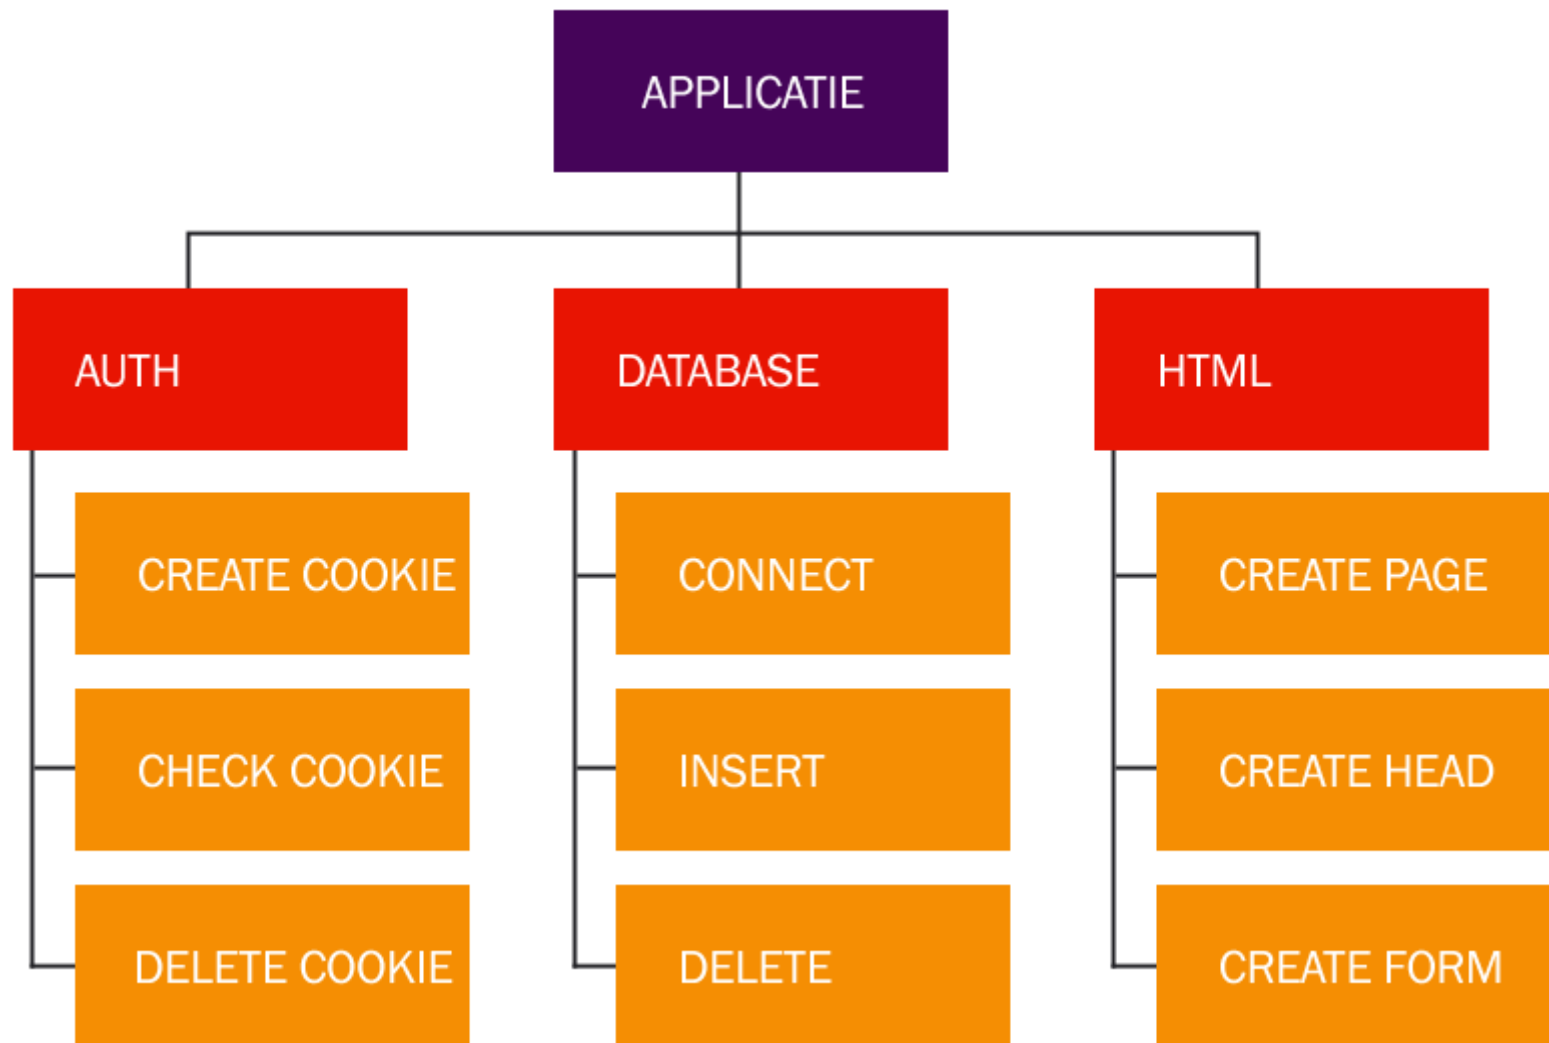 APPLICATIE
AUTH
CREATE COOKIE
CHECK COOKIE
DELETE COOKIE
DATABASE
CONNECT
INSERT
DELETE
HTML
CREATE PAGE
CREATE HEAD
CREATE FORM